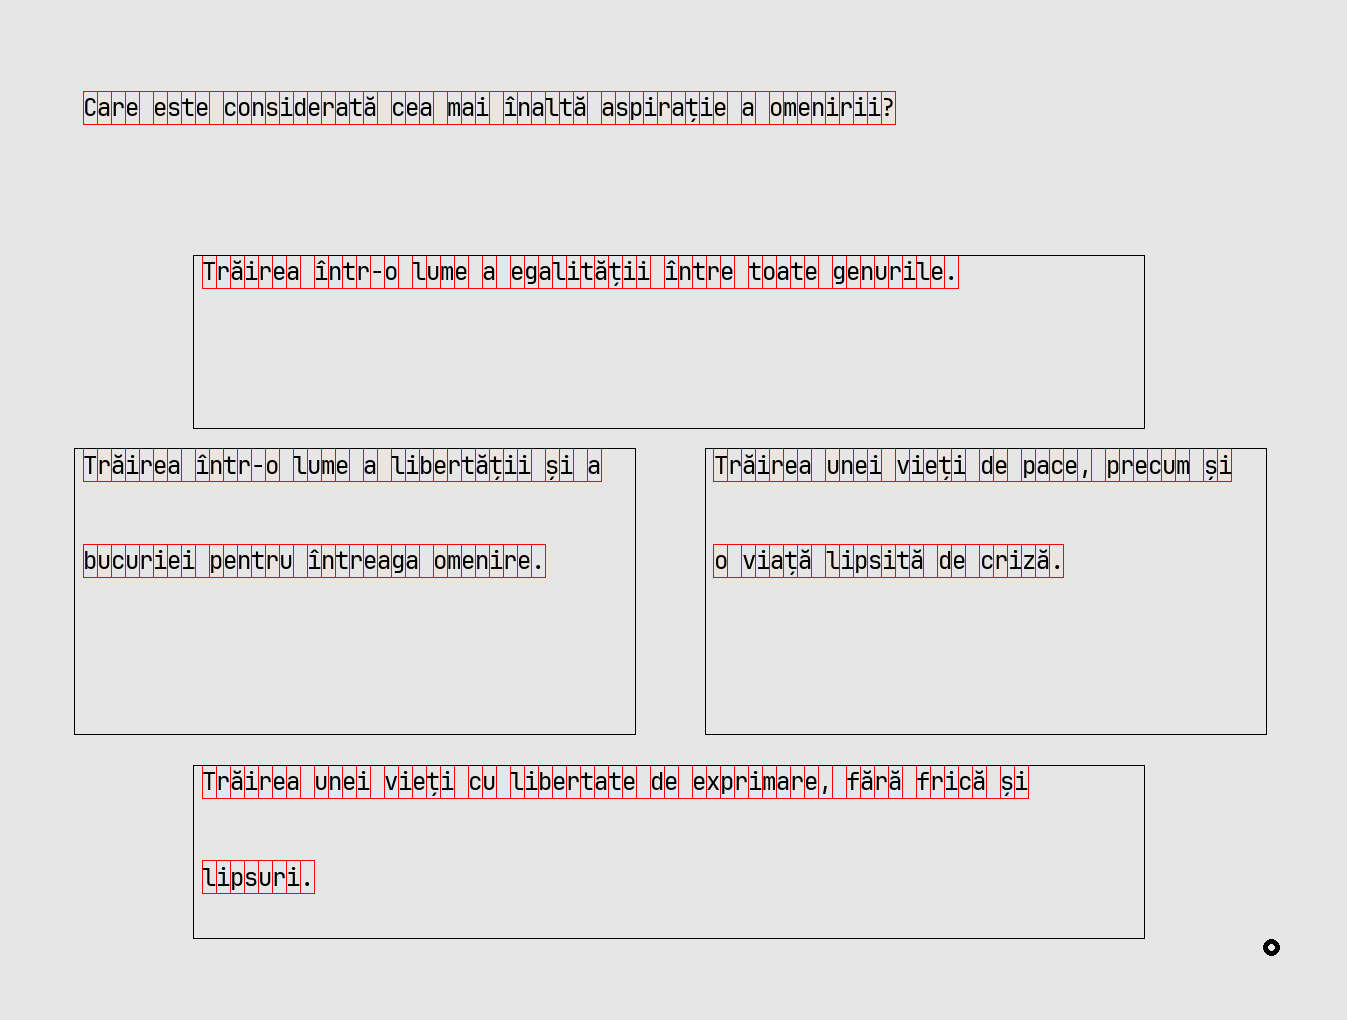 Care este considerată cea mai înaltă aspirație a omenirii?
Trăirea într-o lume a egalității între toate genurile.
Trăirea într-o lume a libertății și a
bucuriei pentru întreaga omenire.
Trăirea unei vieți de pace, precum și
o viață lipsită de criză.
Trăirea unei vieți cu libertate de exprimare, fără frică și
lipsuri.